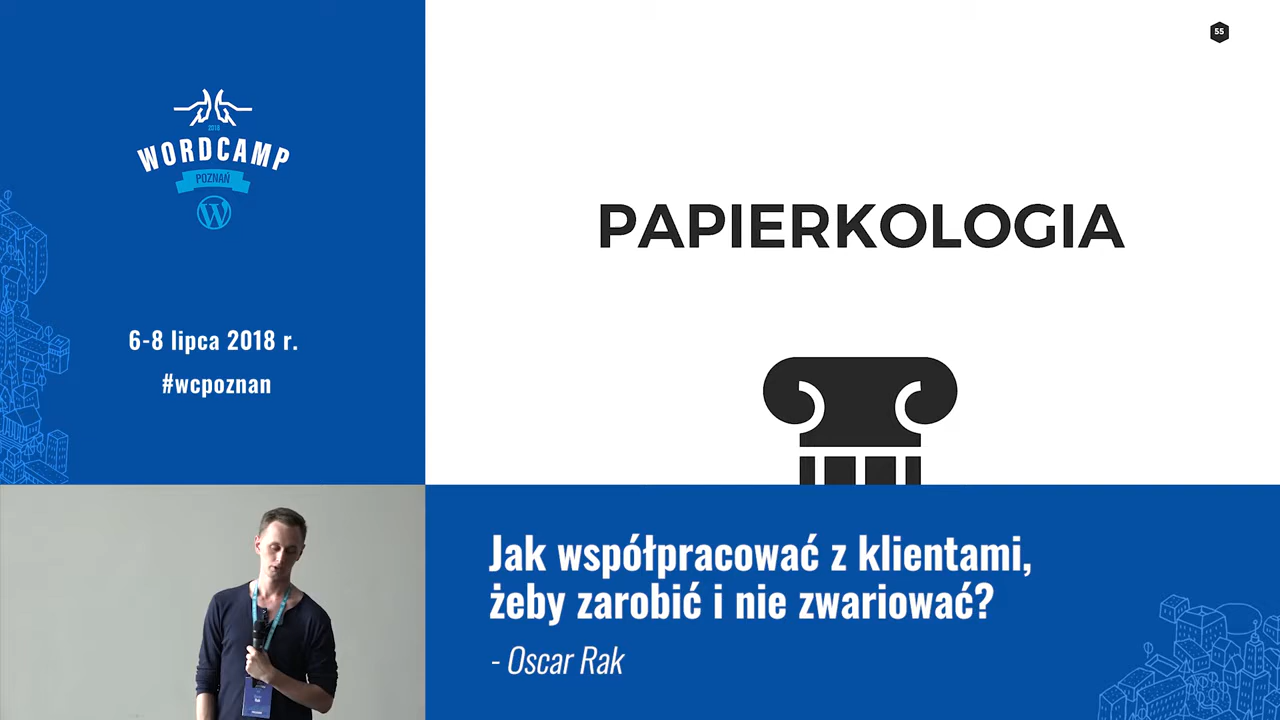 2018
WORDCAMP
POZNAŃ
6-8 lipca 2018 r.
#wcpoznan
55
PAPIERKOLOGIA
Jak współpracować z klientami,
żeby zarobić i nie zwariować?
- Oscar Rak